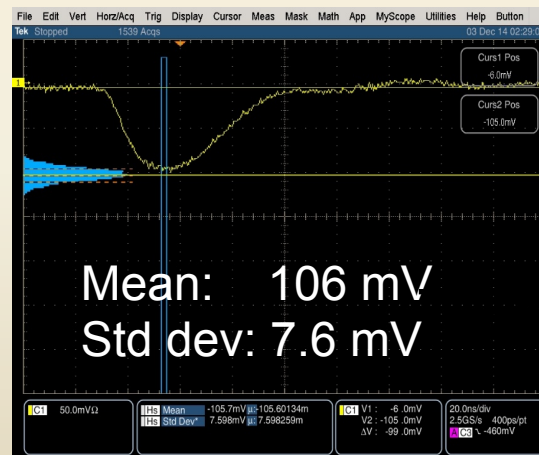 File Edit Vert Horz/Acq Trig Display Cursor Meas Mask Math App MyScope Utilities Help Button
Tek Stopped 1539 Acqs 03 Dec 14 02:29:0
Curs1 Pos
-6.0mV
Curs2 Pos
-105.0mV
1
Mean: 106 mV
Std dev: 7.6 mV
C1 50.0mVΩ
Hs Mean -105.7mV µ:-105.60134m
Hs Std Dev* 7.598mV µ: 7.598259m
C1 V1 : -6 .0mV
V2 : -105 .0mV
ΔV : -99 .0mV
20.0ns/div
2.5GS/s 400ps/pt
A C3 -460mV